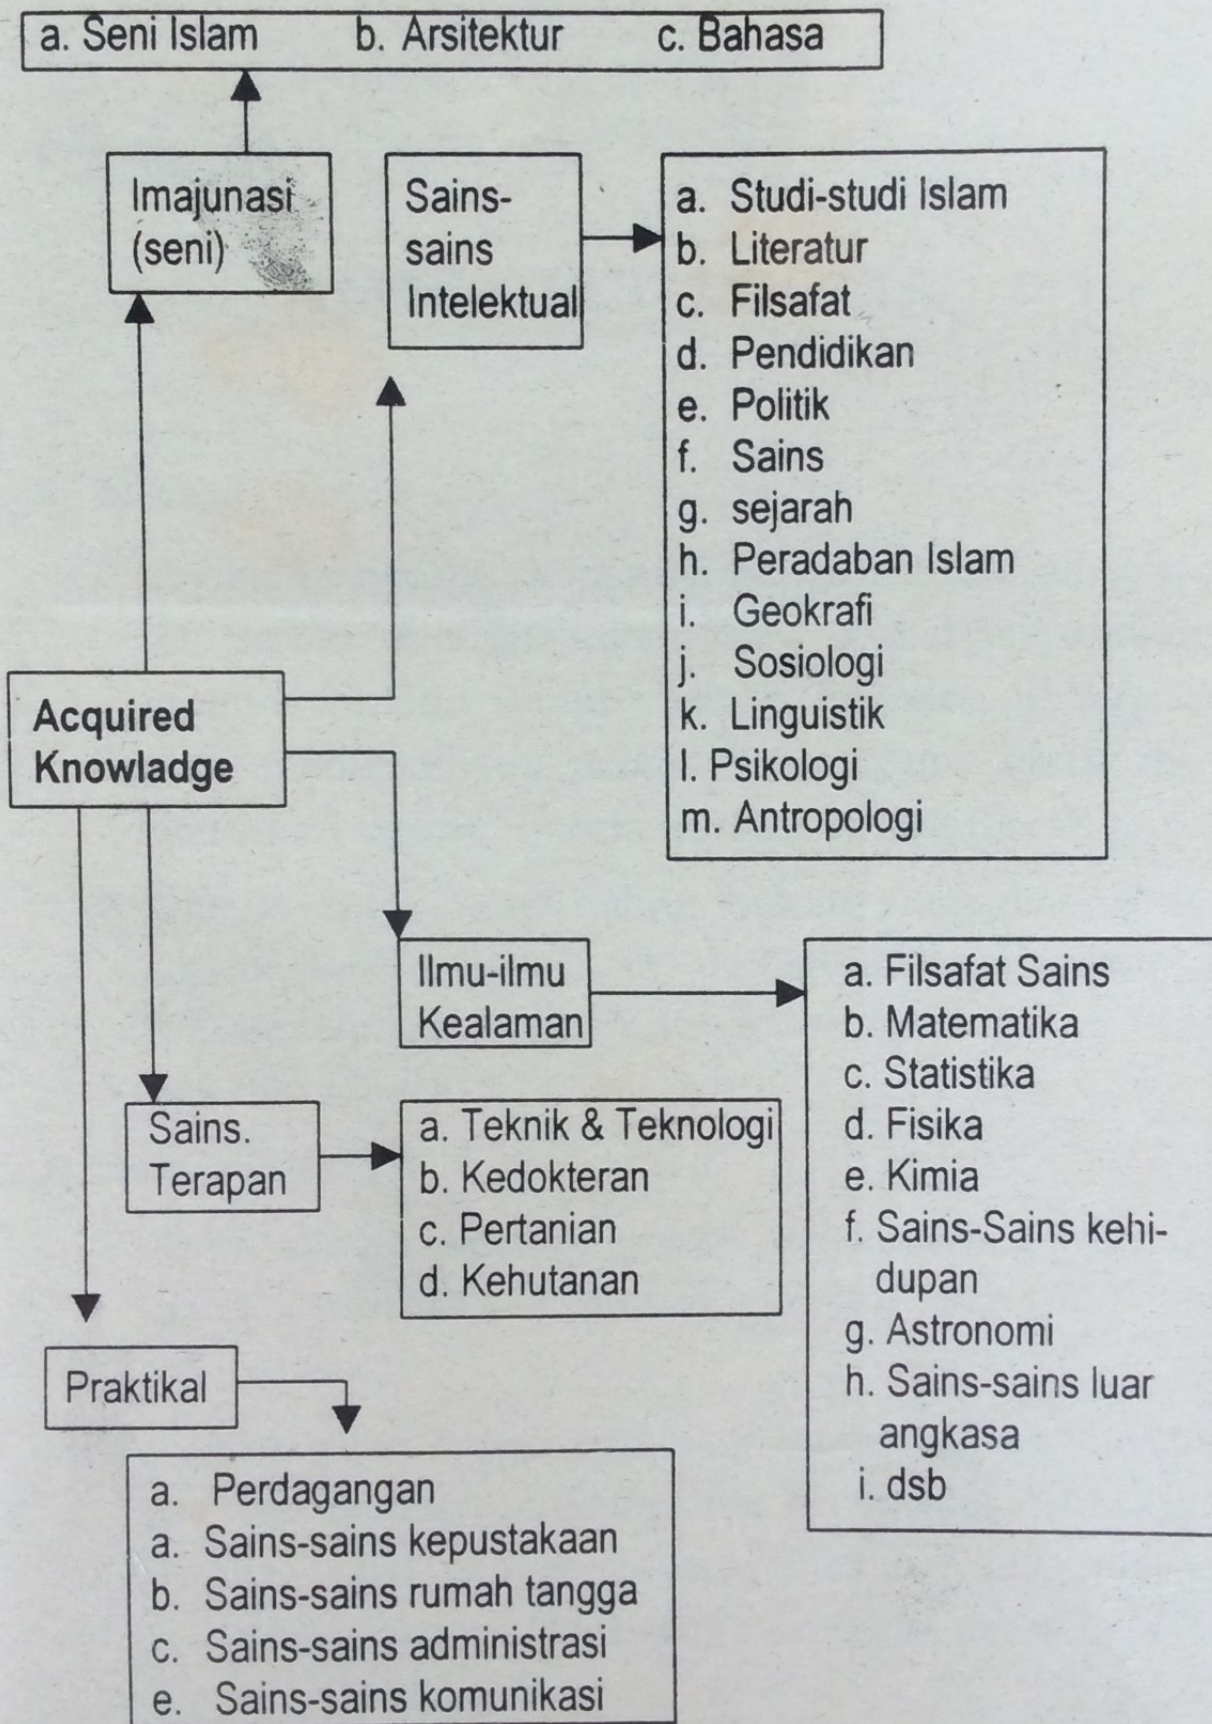 a. Seni Islam b. Arsitektur c. Bahasa
Imajunasi
(seni)
Sains-
sains
Intelektual
a. Studi-studi Islam
b. Literatur
c. Filsafat
d. Pendidikan
e. Politik
f. Sains
g. sejarah
h. Peradaban Islam
i. Geokrafi
j. Sosiologi
k. Linguistik
l. Psikologi
m. Antropologi
Acquired
Knowladge
Ilmu-ilmu
Kealaman
a. Filsafat Sains
b. Matematika
c. Statistika
d. Fisika
e. Kimia
f. Sains-Sains kehi-
dupan
g. Astronomi
h. Sains-sains luar
angkasa
i. dsb
Sains.
Terapan
a. Teknik & Teknologi
b. Kedokteran
c. Pertanian
d. Kehutanan
Praktikal
a. Perdagangan
a. Sains-sains kepustakaan
b. Sains-sains rumah tangga
c. Sains-sains administrasi
e. Sains-sains komunikasi